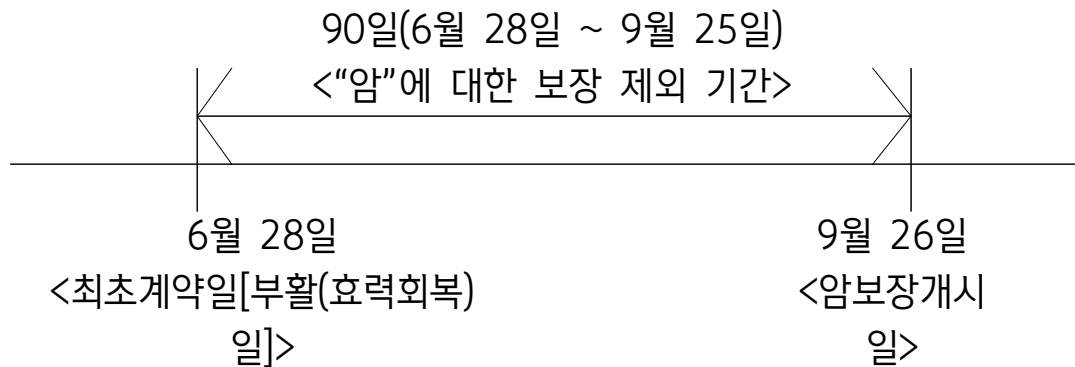 90일(6월 28일 ~ 9월 25일)
<“암”에 대한 보장 제외 기간>
6월 28일
<최초계약일[부활(효력회복)
일]>
9월 26일
<암보장개시
일>